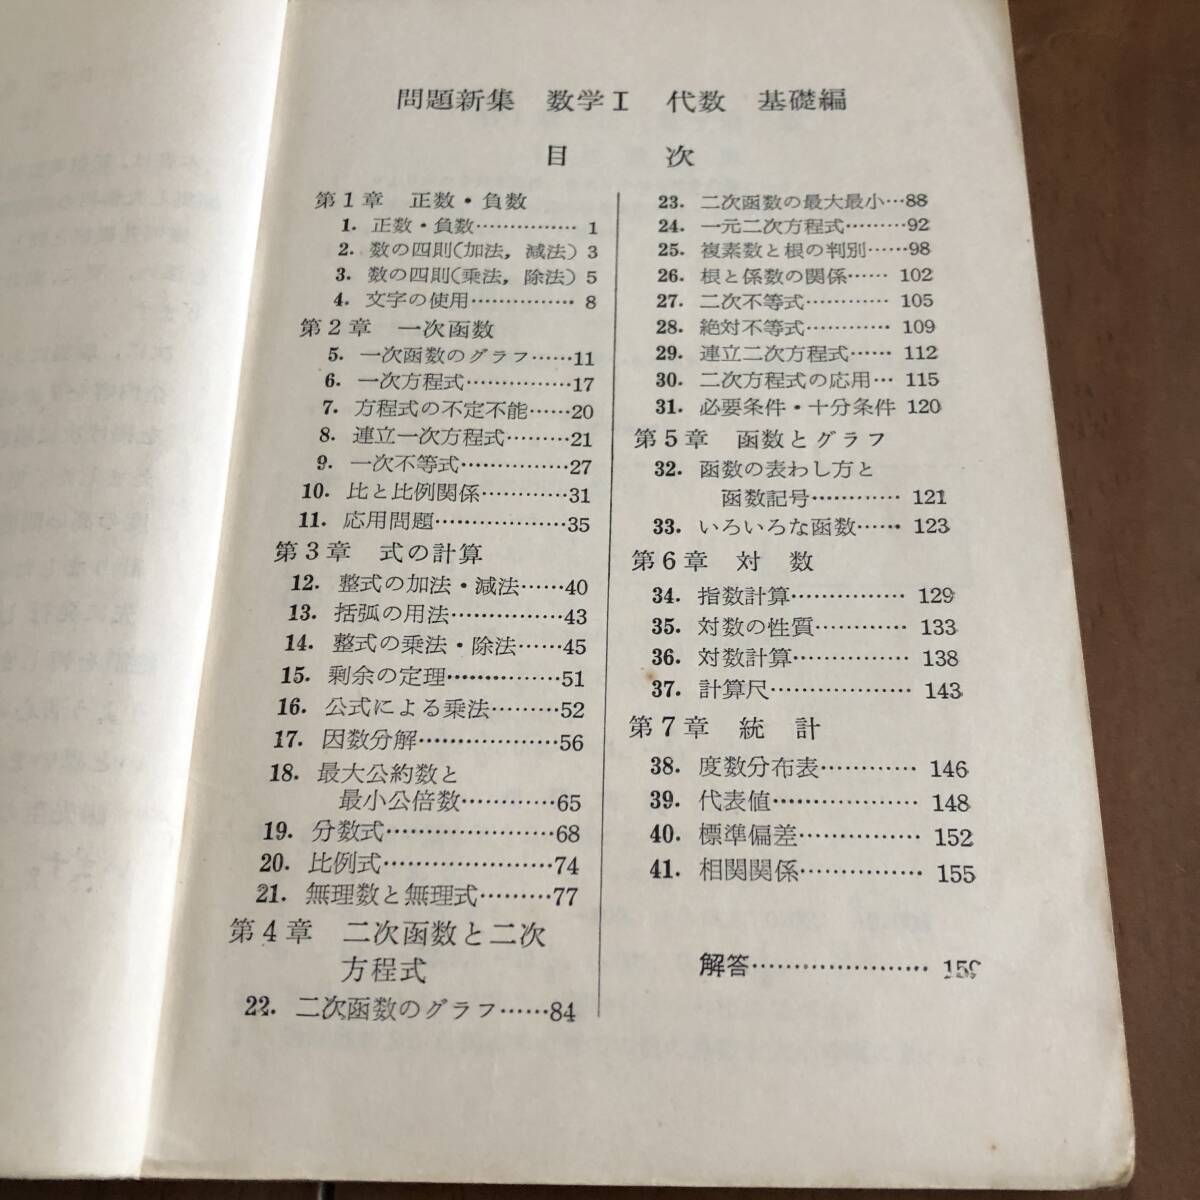 問題新集 数学Ⅰ 代数 基礎編
目 次
第1章 正数・負数
1. 正数・負数……………1
2. 数の四則(加法, 減法) 3
3. 数の四則(乗法, 除法) 5
4. 文字の使用……………8
第2章 一次函数
5. 一次函数のグラフ……11
6. 一次方程式……………17
7. 方程式の不定不能……20
8. 連立一次方程式………21
9. 一次不等式……………27
10. 比と比例関係…………31
11. 応用問題………………35
第3章 式の計算
12. 整式の加法・減法……40
13. 括弧の用法……………43
14. 整式の乗法・除法……45
15. 剰余の定理……………51
16. 公式による乗法………52
17. 因数分解………………56
18. 最大公約数と
最小公倍数…………65
19. 分数式…………………68
20. 比例式…………………74
21. 無理数と無理式………77
第4章 二次函数と二次
方程式
22. 二次函数のグラフ……84
23. 二次函数の最大最小…88
24. 一元二次方程式………92
25. 複素数と根の判別……98
26. 根と係数の関係……102
27. 二次不等式…………105
28. 絶対不等式…………109
29. 連立二次方程式……112
30. 二次方程式の応用…115
31. 必要条件・十分条件 120
第5章 函数とグラフ
32. 函数の表わし方と
函数記号…………121
33. いろいろな函数……123
第6章 対 数
34. 指数計算……………129
35. 対数の性質…………133
36. 対数計算……………138
37. 計算尺………………143
第7章 統 計
38. 度数分布表…………146
39. 代表値………………148
40. 標準偏差……………152
41. 相関関係……………155
解答…………………159